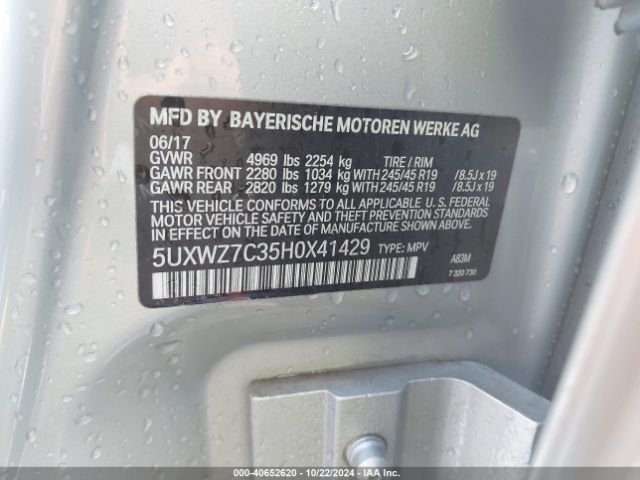 MFD BY BAYERISCHE MOTOREN WERKE AG
06/17
GVWR 4969 lbs 2254 kg TIRE / RIM
GAWR FRONT 2280 lbs 1034 kg WITH 245/45 R19 /8.5J x 19
GAWR REAR 2820 lbs 1279 kg WITH 245/45 R19 /8.5J x 19
THIS VEHICLE CONFORMS TO ALL APPLICABLE U. S. FEDERAL
MOTOR VEHICLE SAFETY AND THEFT PREVENTION STANDARDS IN
EFFECT ON THE DATE OF MANUFACTURE SHOWN ABOVE.
5UXWZ7C35H0X41429 TYPE: MPV
A83M
7 320 730
000-40652620 - 10/22/2024 - IAA Inc.